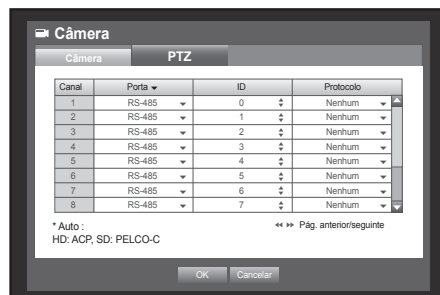 Câmera
Câmera PTZ
Canal Porta ID Protocolo
1 RS-485 0 Nenhum
2 RS-485 1 Nenhum
3 RS-485 2 Nenhum
4 RS-485 3 Nenhum
5 RS-485 4 Nenhum
6 RS-485 5 Nenhum
7 RS-485 6 Nenhum
8 RS-485 7 Nenhum
* Auto : Pág. anterior/seguinte
HD: ACP, SD: PELCO-C
OK Cancelar